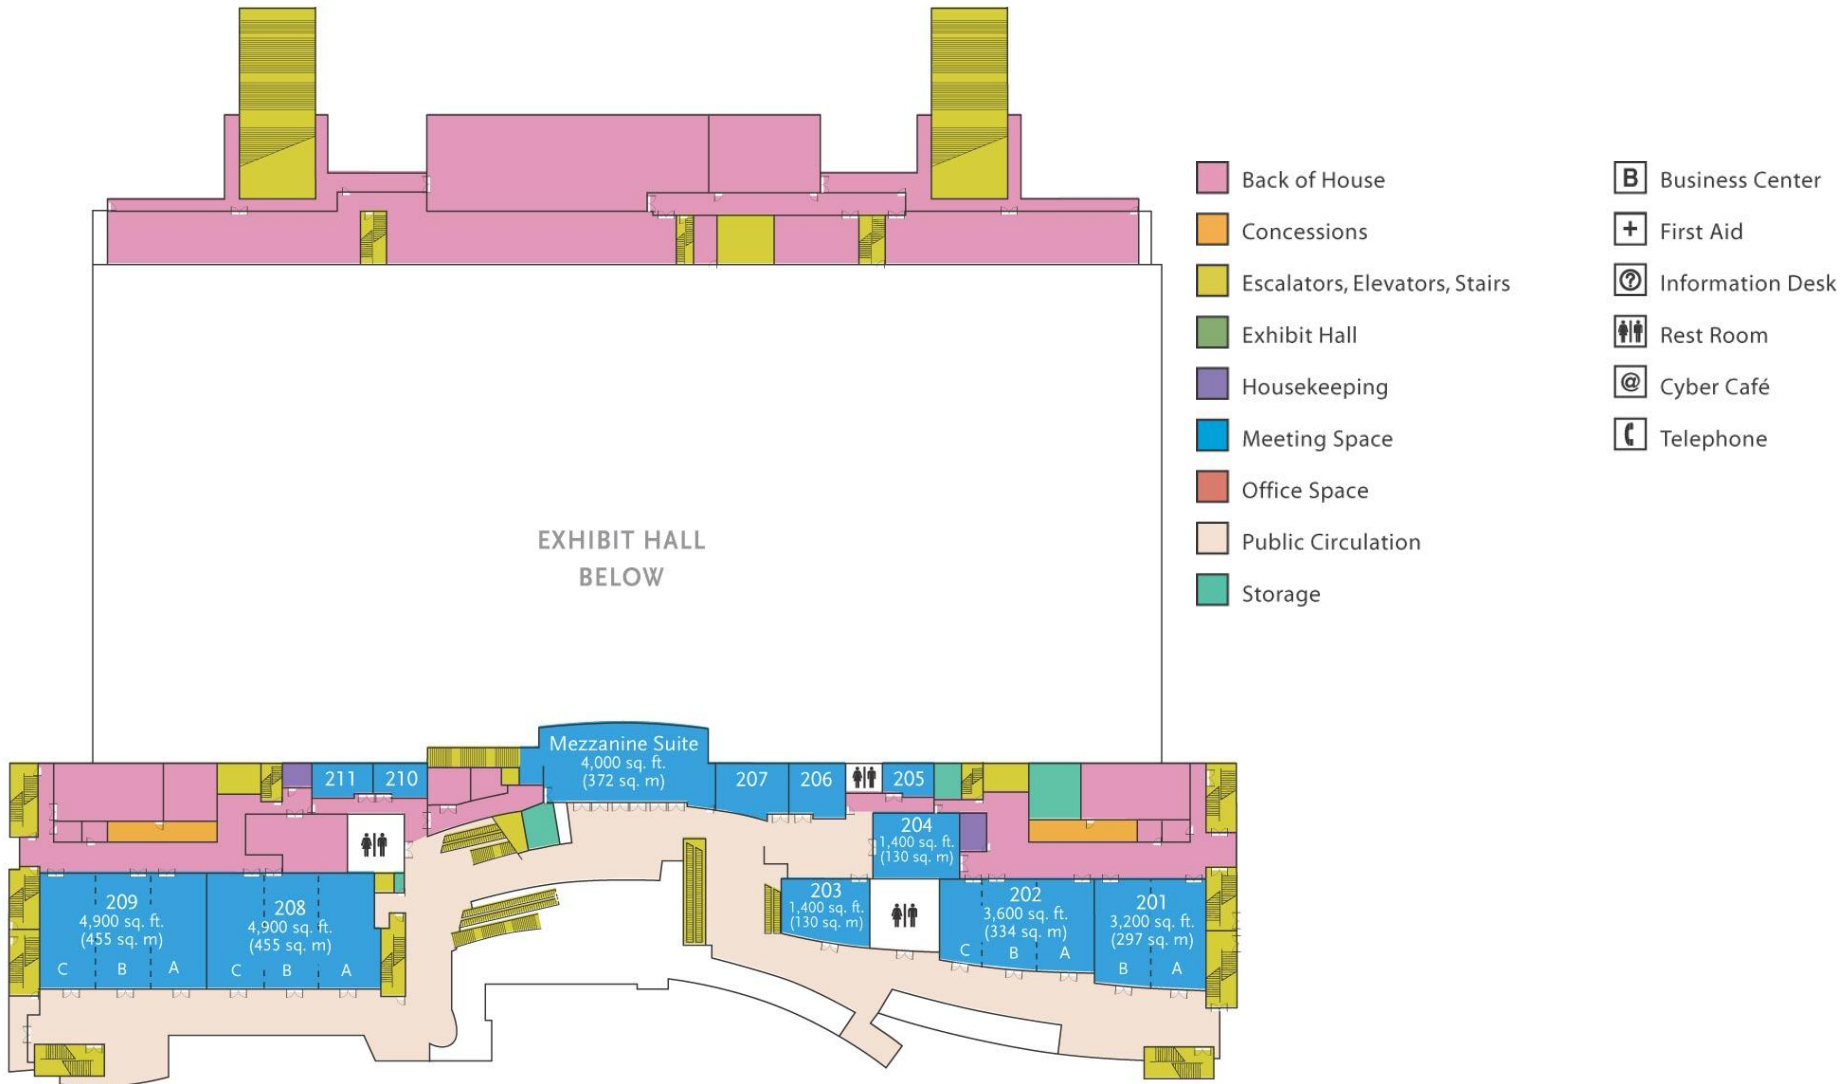 Back of House
Concessions
Escalators, Elevators, Stairs
Exhibit Hall
Housekeeping
Meeting Space
Office Space
Public Circulation
Storage
B Business Center
+ First Aid
? Information Desk
Rest Room
@ Cyber Café
Telephone
EXHIBIT HALL
BELOW
Mezzanine Suite
4,000 sq. ft.
(372 sq. m)
211
210
207
206
205
204
1,400 sq. ft.
(130 sq. m)
209
4,900 sq. ft.
(455 sq. m)
C B A
208
4,900 sq. ft.
(455 sq. m)
C B A
203
1,400 sq. ft.
(130 sq. m)
202
3,600 sq. ft.
(334 sq. m)
C B A
201
3,200 sq. ft.
(297 sq. m)
B A